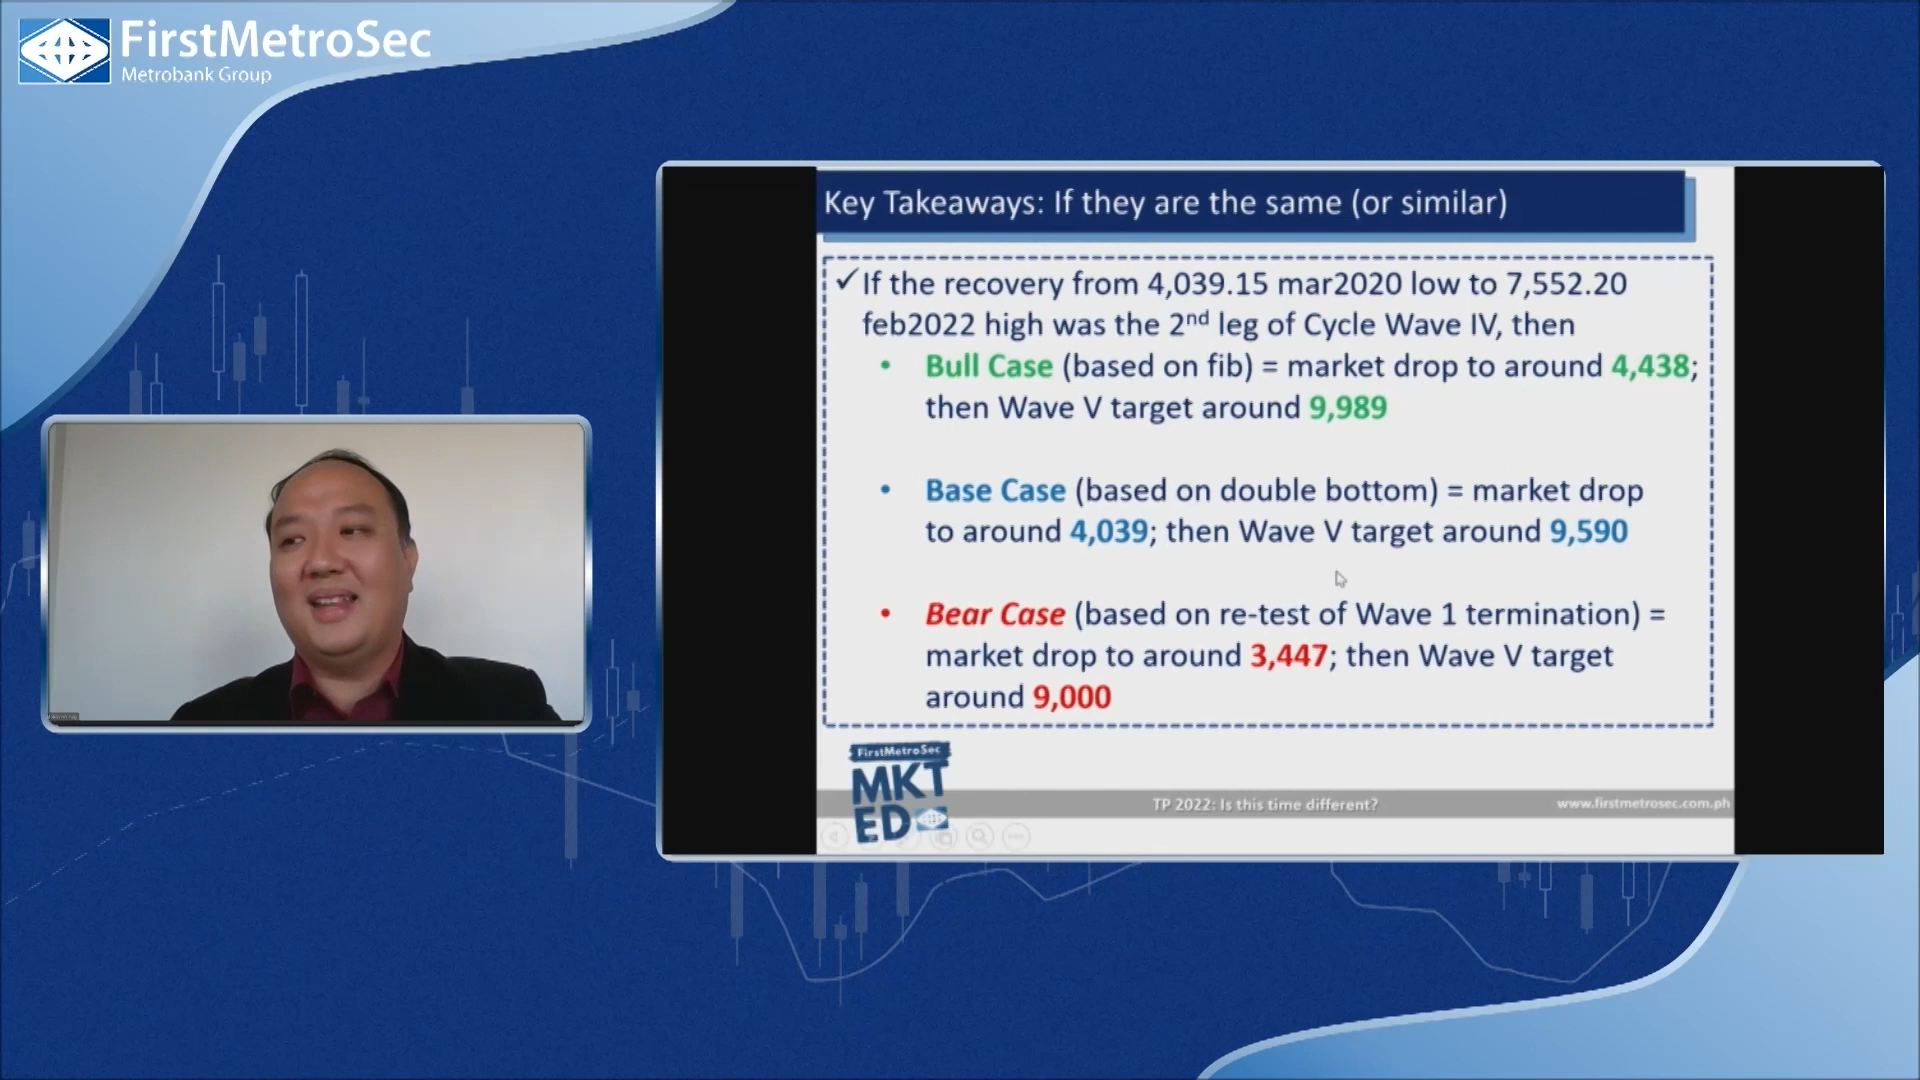 FirstMetroSec
Metrobank Group
Key Takeaways: If they are the same (or similar)
✓ If the recovery from 4,039.15 mar2020 low to 7,552.20
feb2022 high was the 2nd leg of Cycle Wave IV, then
• Bull Case (based on fib) = market drop to around 4,438;
then Wave V target around 9,989
• Base Case (based on double bottom) = market drop
to around 4,039; then Wave V target around 9,590
• Bear Case (based on re-test of Wave 1 termination) =
market drop to around 3,447; then Wave V target
around 9,000
FirstMetroSec
MKT
ED
TP 2022: Is this time different?
www.firstmetrosec.com.ph